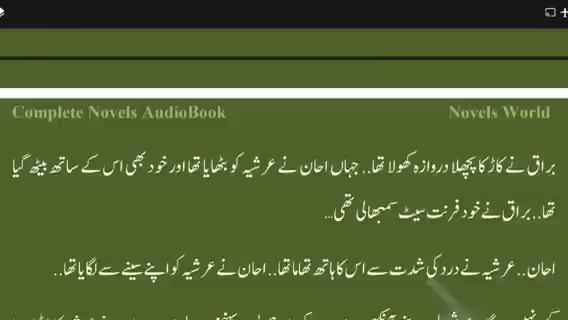 Complete Novels AudioBook Novels World
براق نے کاڑ کا پچھلا دروازہ کھولا تھا.. جہاں احان نے عرشیہ کو بٹھایا تھا اور خود بھی اس کے ساتھ بیٹھ گیا
تھا.. براق نے خود فرنٹ سیٹ سمبھالی تھی...
احان.. عرشیہ نے درد کی شدت سے اس کا ہاتھ تھاما تھا.. احان نے عرشیہ کو اپنے سینے سے لگایا تھا..